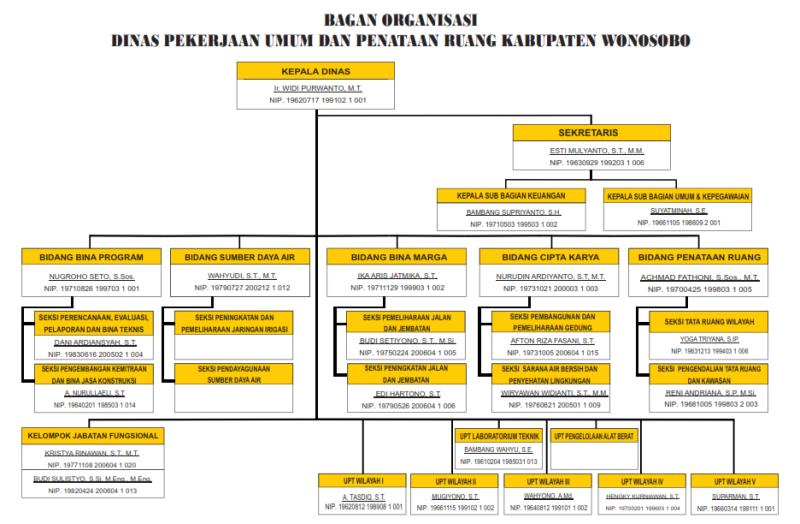 BAGAN ORGANISASI
DINAS PEKERJAAN UMUM DAN PENATAAN RUANG KABUPATEN WONOSOBO
KEPALA DINAS
Ir. WIDI PURWANTO, M.T.
NIP. 19620717 199102 1 001
SEKRETARIS
ESTI MULYANTO, S.T., M.M.
NIP. 19630929 199203 1 006
KEPALA SUB BAGIAN KEUANGAN
BAMBANG SUPRIYANTO, S.H.
NIP. 19710503 199503 1 002
KEPALA SUB BAGIAN UMUM & KEPEGAWAIAN
SUYATMINAH, S.E.
NIP. 19661105 198609 2 001
BIDANG BINA PROGRAM
NUGROHO SETO, S.Sos.
NIP. 19710826 199703 1 001
BIDANG SUMBER DAYA AIR
WAHYUDI, S.T., M.T.
NIP. 19790727 200212 1 012
BIDANG BINA MARGA
IKA ARIS JATMIKA, S.T.
NIP. 19711129 199903 1 002
BIDANG CIPTA KARYA
NURUDIN ARDIYANTO, S.T, M.T.
NIP. 19731021 200003 1 003
BIDANG PENATAAN RUANG
ACHMAD FATHONI, S.Sos., M.T.
NIP. 19700425 199803 1 005
SEKSI PERENCANAAN, EVALUASI,
PELAPORAN DAN BINA TEKNIS
DANI ARDIANSYAH, S.T.
NIP. 19830616 200502 1 004
SEKSI PENINGKATAN DAN
PEMELIHARAAN JARINGAN IRIGASI
SEKSI PEMELIHARAAN JALAN
DAN JEMBATAN
BUDI SETIYONO, S.T., M.Si.
NIP. 19750224 200604 1 005
SEKSI PEMBANGUNAN DAN
PEMELIHARAAN GEDUNG
AFTON RIZA FASANI, S.T.
NIP. 19731005 200604 1 015
SEKSI TATA RUANG WILAYAH
YOGA TRIYANA, S.IP.
NIP. 19631213 199403 1 006
SEKSI PENGEMBANGAN KEMITRAAN
DAN BINA JASA KONSTRUKSI
A. NURULLAELI, S.T
NIP. 19640201 198503 1 014
SEKSI PENDAYAGUNAAN
SUMBER DAYA AIR
SEKSI PENINGKATAN JALAN
DAN JEMBATAN
EDI HARTONO, S.T.
NIP. 19790526 200604 1 006
SEKSI SARANA AIR BERSIH DAN
PENYEHATAN LINGKUNGAN
WIRYAWAN WIDIANTI, S.T., M.M.
NIP. 19760621 200501 1 009
SEKSI PENGENDALIAN TATA RUANG
DAN KAWASAN
RENI ANDRIANA, S.P, M.Si.
NIP. 19681005 199803 2 003
KELOMPOK JABATAN FUNGSIONAL
KRISTYA RINAWAN, S.T., M.T.
NIP. 19771108 200604 1 020
BUDI SULISTYO, S.Si, M.Eng., M.Eng.
NIP. 19820424 200604 1 013
UPT LABORATORIUM TEKNIK
BAMBANG WAHYU, S.E.
NIP. 19610204 1985031 013
UPT PENGELOLAAN ALAT BERAT
UPT WILAYAH I
A. TASDIQ, S.T.
NIP. 19620812 198908 1 001
UPT WILAYAH II
MUGIYONO, S.T.
NIP. 19661115 199102 1 002
UPT WILAYAH III
WAHYONO, A.Md.
NIP. 19640812 199101 1 002
UPT WILAYAH IV
HENGKY KURNIAWAN, S.T.
NIP. 19700201 199603 1 004
UPT WILAYAH V
SUPARMAN, S.T.
NIP. 19660314 199111 1 001